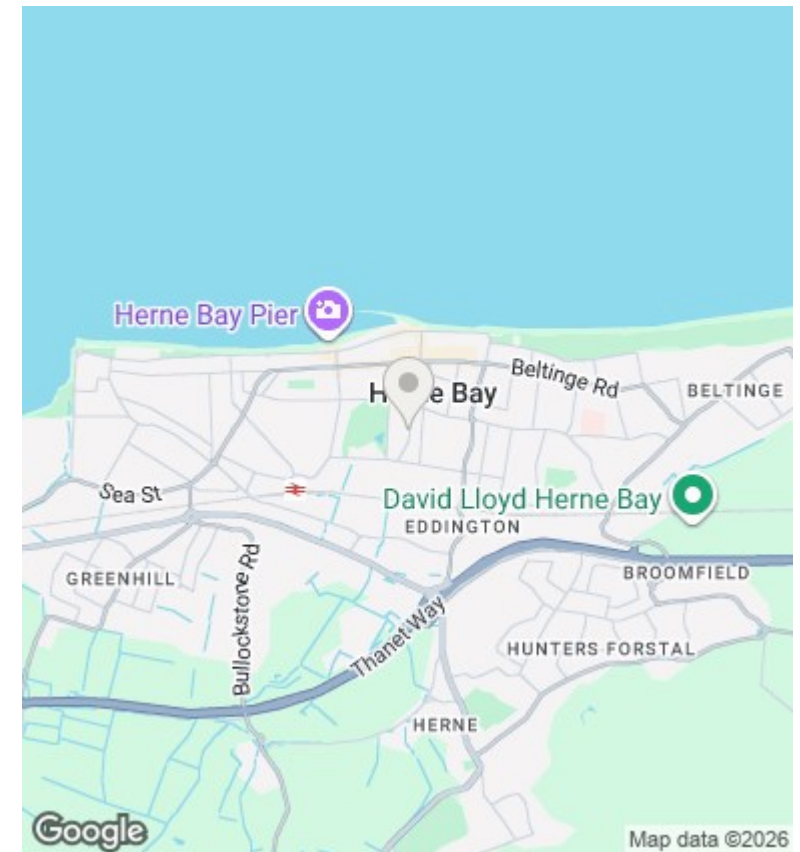 Herne Bay Pier
Beltinge Rd
H e Bay
BELTINGE
Sea St
David Lloyd Herne Bay
EDDINGTON
GREENHILL
Bullockstone Rd
BROOMFIELD
Thanet Way
HUNTERS FORSTAL
HERNE
Google
Map data ©2026